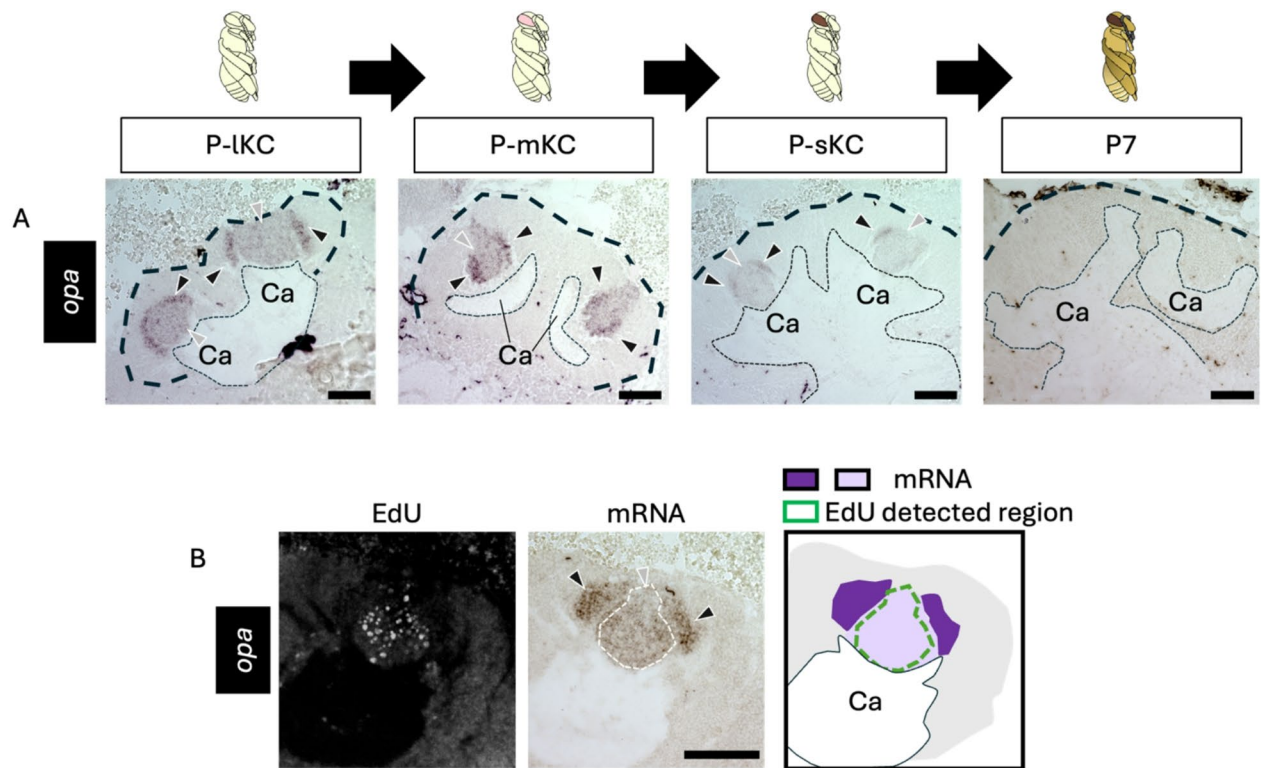 P-lKC
P-mKC
P-sKC
P7
A
opa
Ca
Ca
Ca
Ca
Ca
Ca
Ca
EdU
mRNA
mRNA
EdU detected region
B
opa
Ca